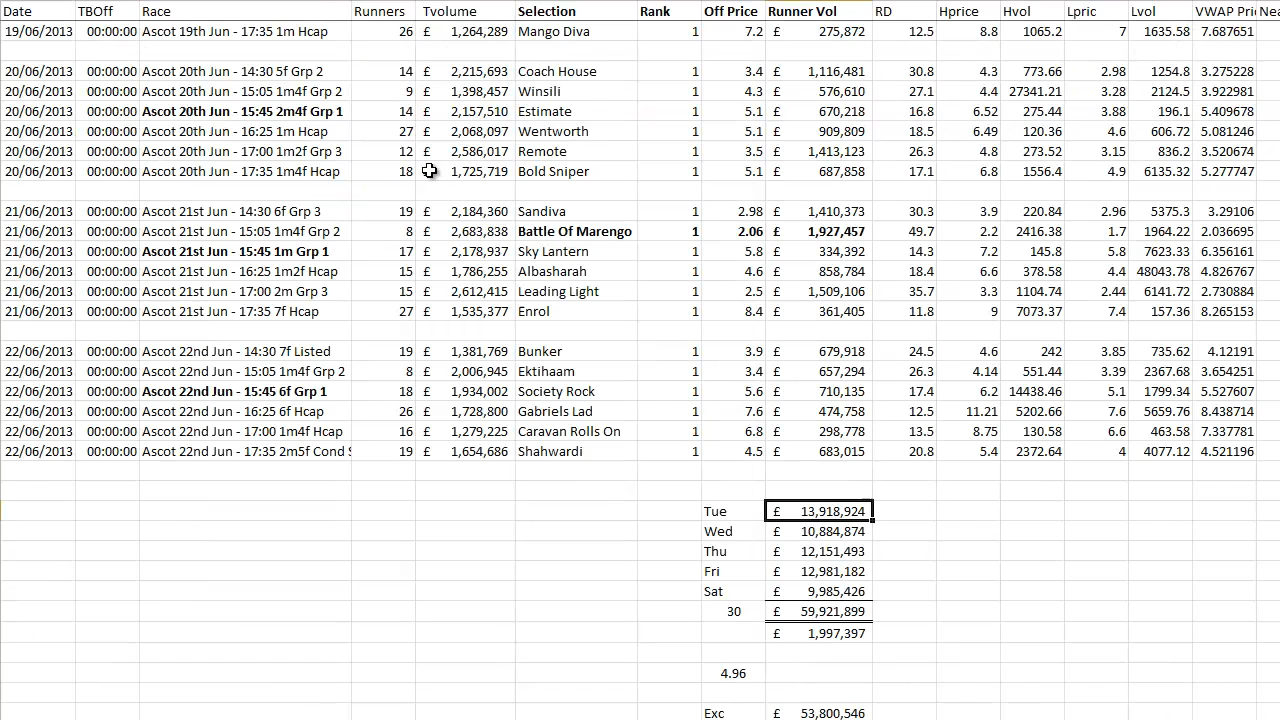 Date TBOff Race Runners Tvolume Selection Rank Off Price Runner Vol RD Hprice Hvol Lpric Lvol VWAP Pri Nex
19/06/2013 00:00:00 Ascot 19th Jun - 17:35 1m Hcap 26 £ 1,264,289 Mango Diva 1 7.2 £ 275,872 12.5 8.8 1065.2 7 1635.58 7.687651
20/06/2013 00:00:00 Ascot 20th Jun - 14:30 5f Grp 2 14 £ 2,215,693 Coach House 1 3.4 £ 1,116,481 30.8 4.3 773.66 2.98 1254.8 3.275228
20/06/2013 00:00:00 Ascot 20th Jun - 15:05 1m4f Grp 2 9 £ 1,398,457 Winsili 1 4.3 £ 576,610 27.1 4.4 27341.21 3.28 2124.5 3.922981
20/06/2013 00:00:00 Ascot 20th Jun - 15:45 2m4f Grp 1 14 £ 2,157,510 Estimate 1 5.1 £ 670,218 16.8 6.52 275.44 3.88 196.1 5.409678
20/06/2013 00:00:00 Ascot 20th Jun - 16:25 1m Hcap 27 £ 2,068,097 Wentworth 1 5.1 £ 909,809 18.5 6.49 120.36 4.6 606.72 5.081246
20/06/2013 00:00:00 Ascot 20th Jun - 17:00 1m2f Grp 3 12 £ 2,586,017 Remote 1 3.5 £ 1,413,123 26.3 4.8 273.52 3.15 836.2 3.520674
20/06/2013 00:00:00 Ascot 20th Jun - 17:35 1m4f Hcap 18 1,725,719 Bold Sniper 1 5.1 £ 687,858 17.1 6.8 1556.4 4.9 6135.32 5.277747
21/06/2013 00:00:00 Ascot 21st Jun - 14:30 6f Grp 3 19 £ 2,184,360 Sandiva 1 2.98 £ 1,410,373 30.3 3.9 220.84 2.96 5375.3 3.29106
21/06/2013 00:00:00 Ascot 21st Jun - 15:05 1m4f Grp 2 8 £ 2,683,838 Battle Of Marengo 1 2.06 £ 1,927,457 49.7 2.2 2416.38 1.7 1964.22 2.036695
21/06/2013 00:00:00 Ascot 21st Jun - 15:45 1m Grp 1 17 £ 2,178,937 Sky Lantern 1 5.8 £ 334,392 14.3 7.2 145.8 5.8 7623.33 6.356161
21/06/2013 00:00:00 Ascot 21st Jun - 16:25 1m2f Hcap 15 £ 1,786,255 Albasharah 1 4.6 £ 858,784 18.4 6.6 378.58 4.4 48043.78 4.826767
21/06/2013 00:00:00 Ascot 21st Jun - 17:00 2m Grp 3 15 £ 2,612,415 Leading Light 1 2.5 £ 1,509,106 35.7 3.3 1104.74 2.44 6141.72 2.730884
21/06/2013 00:00:00 Ascot 21st Jun - 17:35 7f Hcap 27 £ 1,535,377 Enrol 1 8.4 £ 361,405 11.8 9 7073.37 7.4 157.36 8.265153
22/06/2013 00:00:00 Ascot 22nd Jun - 14:30 7f Listed 19 £ 1,381,769 Bunker 1 3.9 £ 679,918 24.5 4.6 242 3.85 735.62 4.12191
22/06/2013 00:00:00 Ascot 22nd Jun - 15:05 1m4f Grp 2 8 £ 2,006,945 Ektihaam 1 3.4 £ 657,294 26.3 4.14 551.44 3.39 2367.68 3.654251
22/06/2013 00:00:00 Ascot 22nd Jun - 15:45 6f Grp 1 18 £ 1,934,002 Society Rock 1 5.6 £ 710,135 17.4 6.2 14438.46 5.1 1799.34 5.527607
22/06/2013 00:00:00 Ascot 22nd Jun - 16:25 6f Hcap 26 £ 1,728,800 Gabriels Lad 1 7.6 £ 474,758 12.5 11.21 5202.66 7.6 5659.76 8.438714
22/06/2013 00:00:00 Ascot 22nd Jun - 17:00 1m4f Hcap 16 £ 1,279,225 Caravan Rolls On 1 6.8 £ 298,778 13.5 8.75 130.58 6.6 463.58 7.337781
22/06/2013 00:00:00 Ascot 22nd Jun - 17:35 2m5f Cond S 19 £ 1,654,686 Shahwardi 1 4.5 £ 683,015 20.8 5.4 2372.64 4 4077.12 4.521196
Tue £ 13,918,924
Wed £ 10,884,874
Thu £ 12,151,493
Fri £ 12,981,182
Sat £ 9,985,426
30 £ 59,921,899
£ 1,997,397
4.96
Exc £ 53,800,546